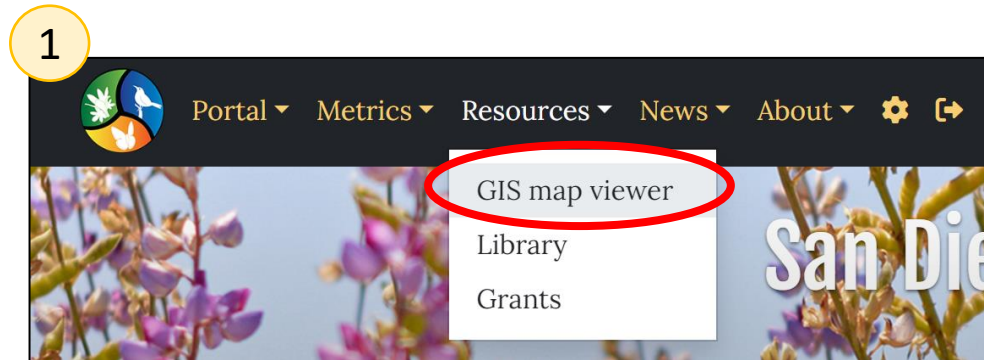 1
Portal Metrics Resources News About
GIS map viewer
Library
Grants
San Die